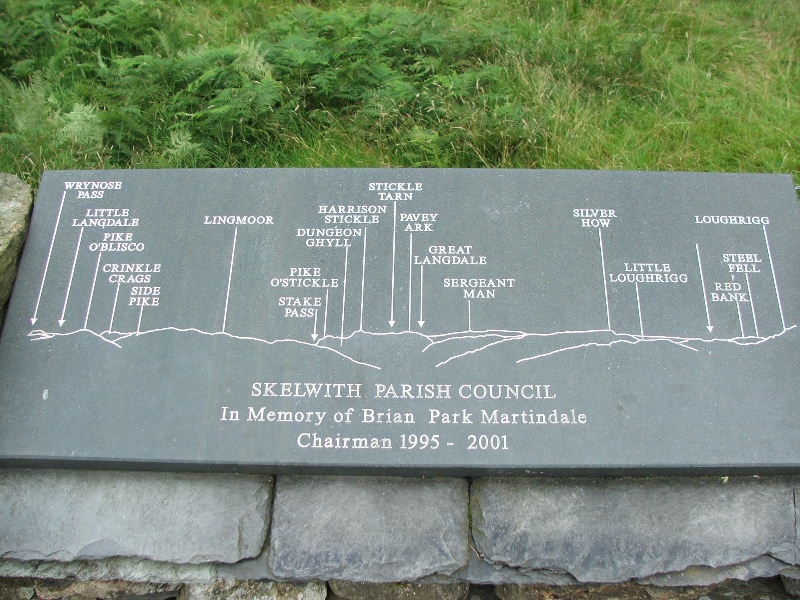 WRYNOSE
PASS
LITTLE
LANGDALE
PIKE
O'BLISCO
CRINKLE
CRAGS
SIDE
PIKE
LINGMOOR
STICKLE
TARN
HARRISON
STICKLE
PAVEY
ARK
DUNGEON
GHYLL
GREAT
LANGDALE
PIKE
O'STICKLE
SERGEANT
MAN
STAKE
PASS
SILVER
HOW
LOUGHRIGG
LITTLE
LOUGHRIGG
STEEL
FELL
RED
BANK
SKELWITH PARISH COUNCIL
In Memory of Brian Park Martindale
Chairman 1995 - 2001